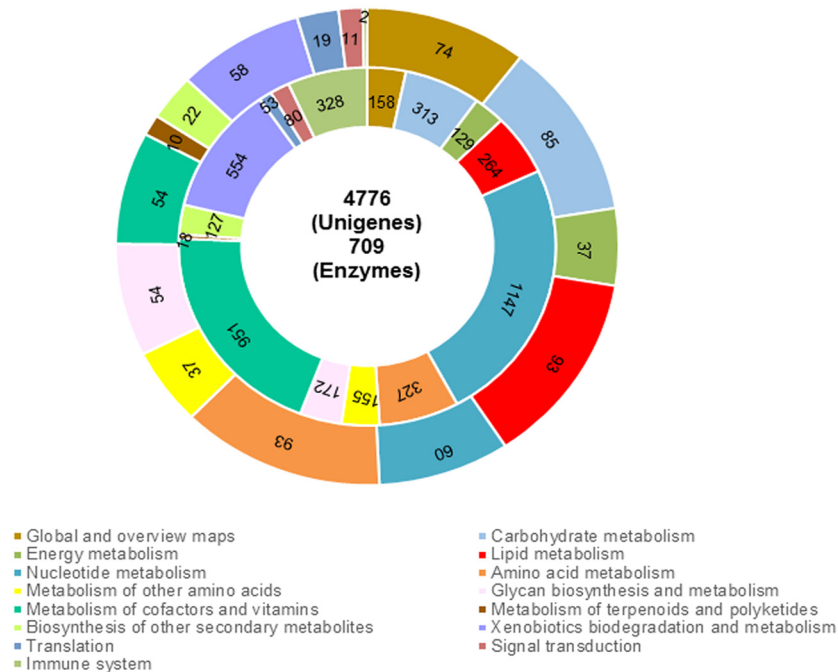 2
11
19
74
58
328
158
313
53
80
85
22
129
554
264
10
54
127
18
4776
(Unigenes)
709
(Enzymes)
37
1147
54
951
93
172
155
327
37
93
60
Global and overview maps
Carbohydrate metabolism
Energy metabolism
Lipid metabolism
Nucleotide metabolism
Amino acid metabolism
Metabolism of other amino acids
Glycan biosynthesis and metabolism
Metabolism of cofactors and vitamins
Metabolism of terpenoids and polyketides
Biosynthesis of other secondary metabolites
Xenobiotics biodegradation and metabolism
Translation
Signal transduction
Immune system